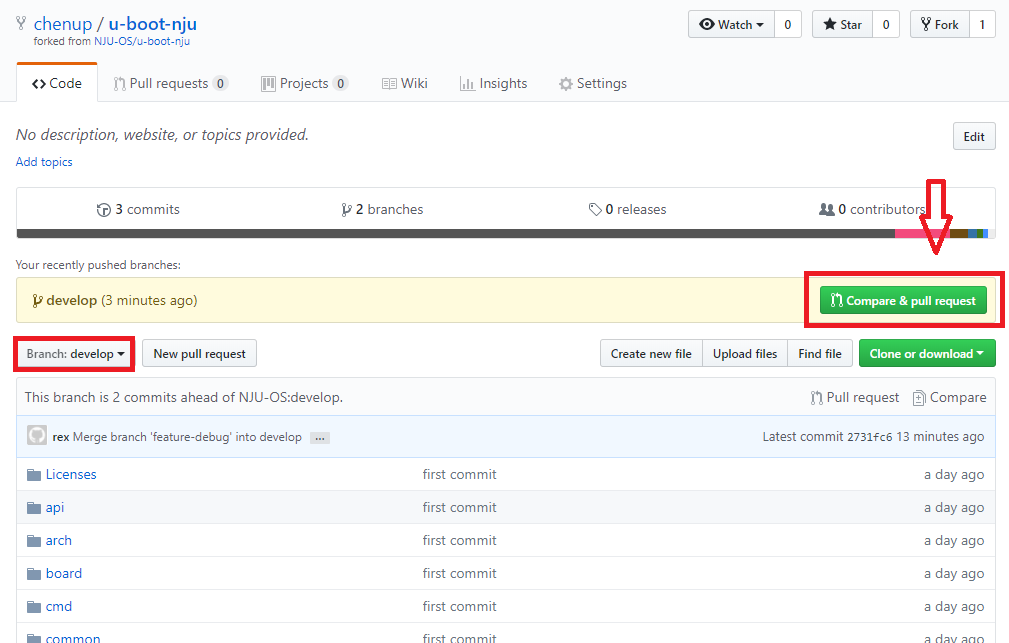 chenup / u-boot-nju Watch 0 Star 0 Fork 1
forked from NJU-OS/u-boot-nju
Code Pull requests 0 Projects 0 Wiki Insights Settings
No description, website, or topics provided. Edit
Add topics
3 commits 2 branches 0 releases 0 contributors
Your recently pushed branches:
develop (3 minutes ago) Compare & pull request
Branch: develop New pull request Create new file Upload files Find file Clone or download
This branch is 2 commits ahead of NJU-OS:develop. Pull request Compare
rex Merge branch 'feature-debug' into develop ... Latest commit 2731fc6 13 minutes ago
Licenses first commit a day ago
api first commit a day ago
arch first commit a day ago
board first commit a day ago
cmd first commit a day ago
common first commit a day ago